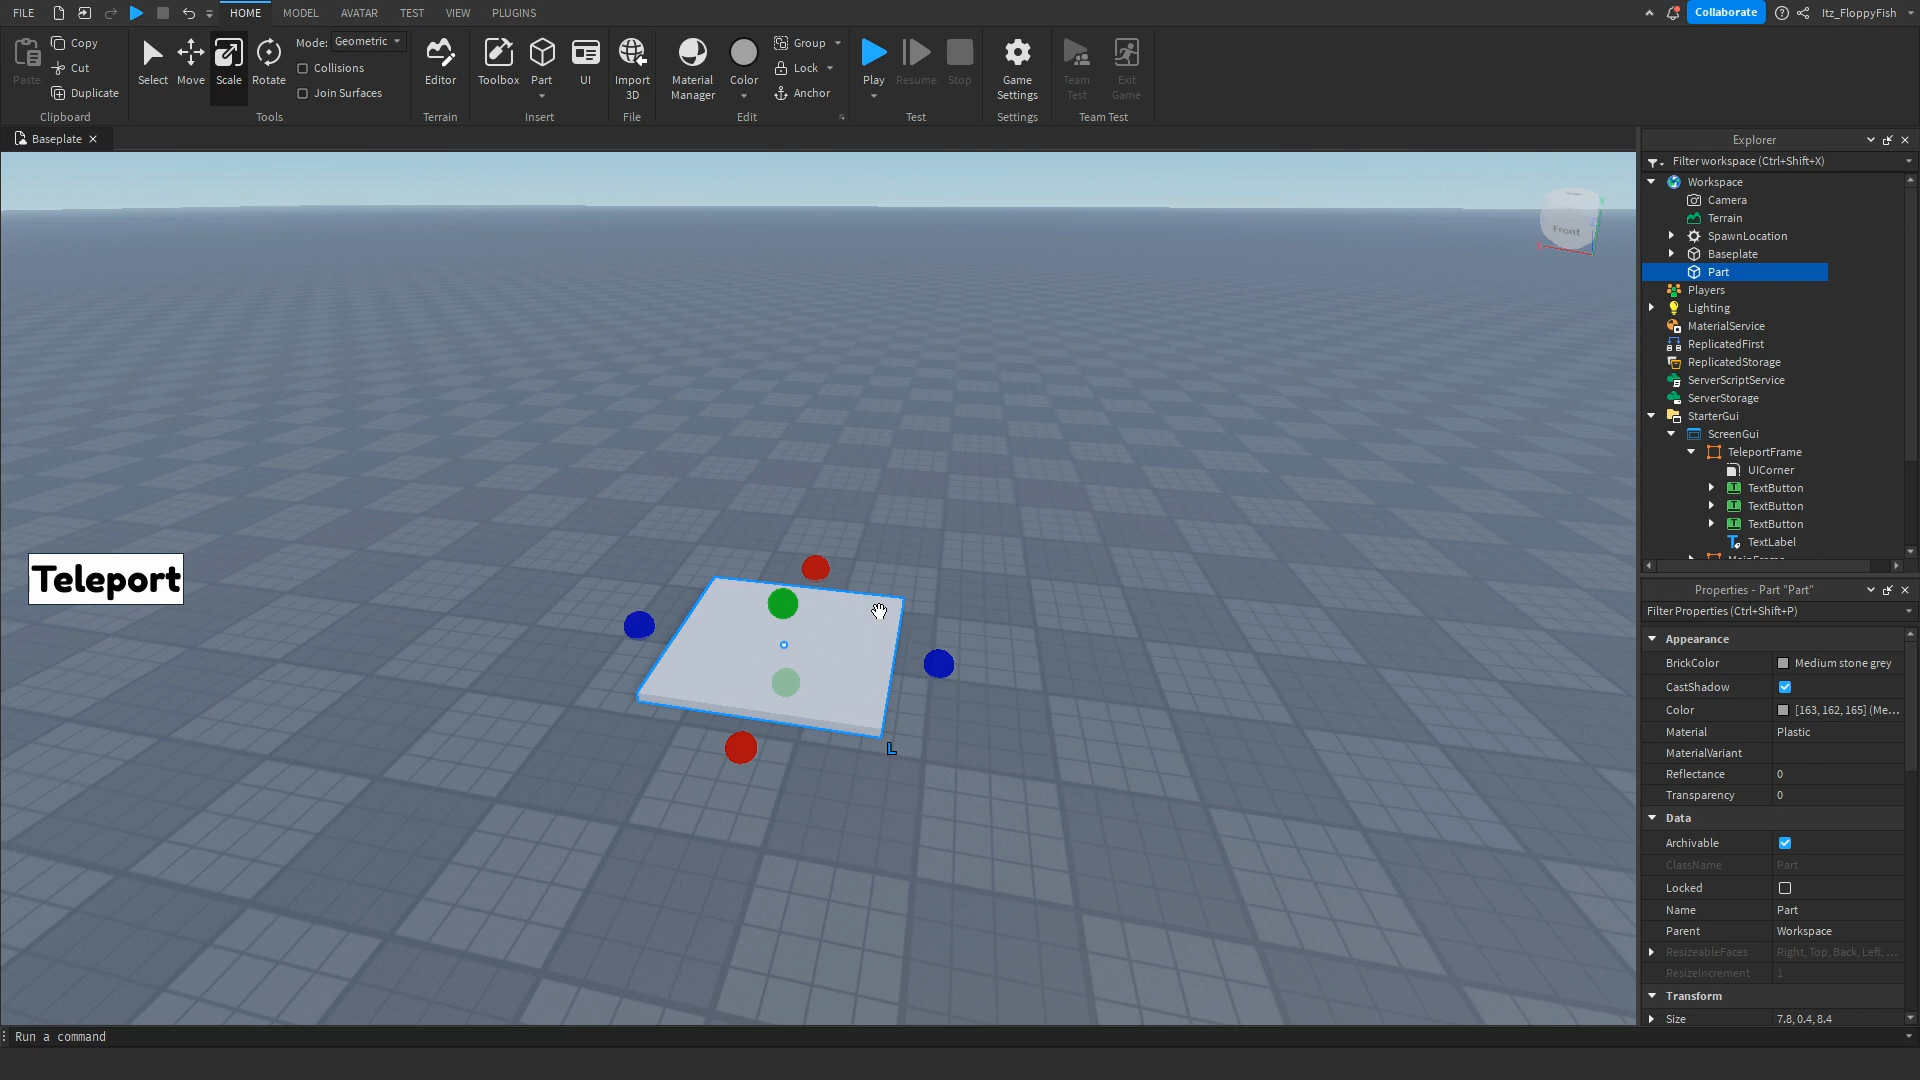 FILE HOME MODEL AVATAR TEST VIEW PLUGINS Collaborate Itz_FloppyFish
Paste Copy Cut Duplicate
Clipboard
Select Move Scale Rotate Mode: Geometric
Collisions
Join Surfaces
Tools
Editor
Terrain
Toolbox Part UI
Insert
Import 3D
File
Material Manager Color Group Lock Anchor
Edit
Play Resume Stop
Test
Game Settings
Settings
Team Test Exit Game
Team Test
Baseplate
Teleport
Front
L
Explorer
Filter workspace (Ctrl+Shift+X)
Workspace
Camera
Terrain
SpawnLocation
Baseplate
Part
Players
Lighting
MaterialService
ReplicatedFirst
ReplicatedStorage
ServerScriptService
ServerStorage
StarterGui
ScreenGui
TeleportFrame
UICorner
TextButton
TextButton
TextButton
TextLabel
Properties - Part "Part"
Filter Properties (Ctrl+Shift+P)
Appearance
BrickColor Medium stone grey
CastShadow
Color [163, 162, 165] (Me...
Material Plastic
MaterialVariant
Reflectance 0
Transparency 0
Data
Archivable
ClassName Part
Locked
Name Part
Parent Workspace
ResizeableFaces Right, Top, Back, Left, ...
ResizeIncrement 1
Transform
Size 7.8, 0.4, 8.4
Run a command